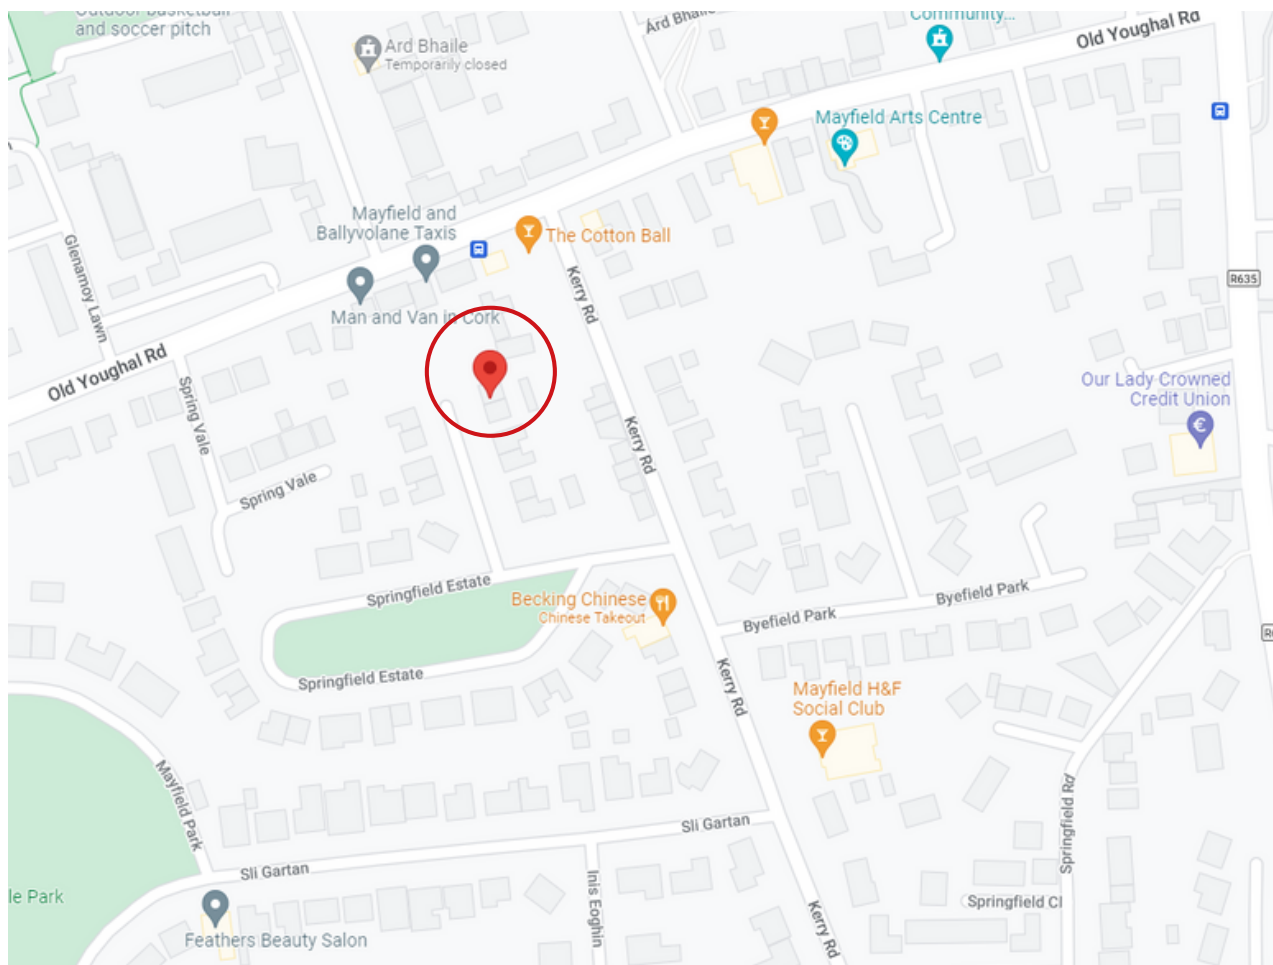 Outdoor basketball
and soccer pitch
Ard Bhaile
Temporarily closed
Ard Bhaile
Community...
Old Youghal Rd
Mayfield Arts Centre
Mayfield and
Ballyvolane Taxis
The Cotton Ball
Glenamoy Lawn
Kerry Rd
R635
Man and Van in Cork
Old Youghal Rd
Spring Vale
Our Lady Crowned
Credit Union
€
Kerry Rd
Spring Vale
Springfield Estate
Becking Chinese
Chinese Takeout
Byefield Park
Byefield Park
Springfield Estate
Kerry Rd
Mayfield H&F
Social Club
Mayfield Park
Springfield Rd
Sli Gartan
Sli Gartan
le Park
Inis Eoghin
Springfield Cl
Kerry Rd
Feathers Beauty Salon